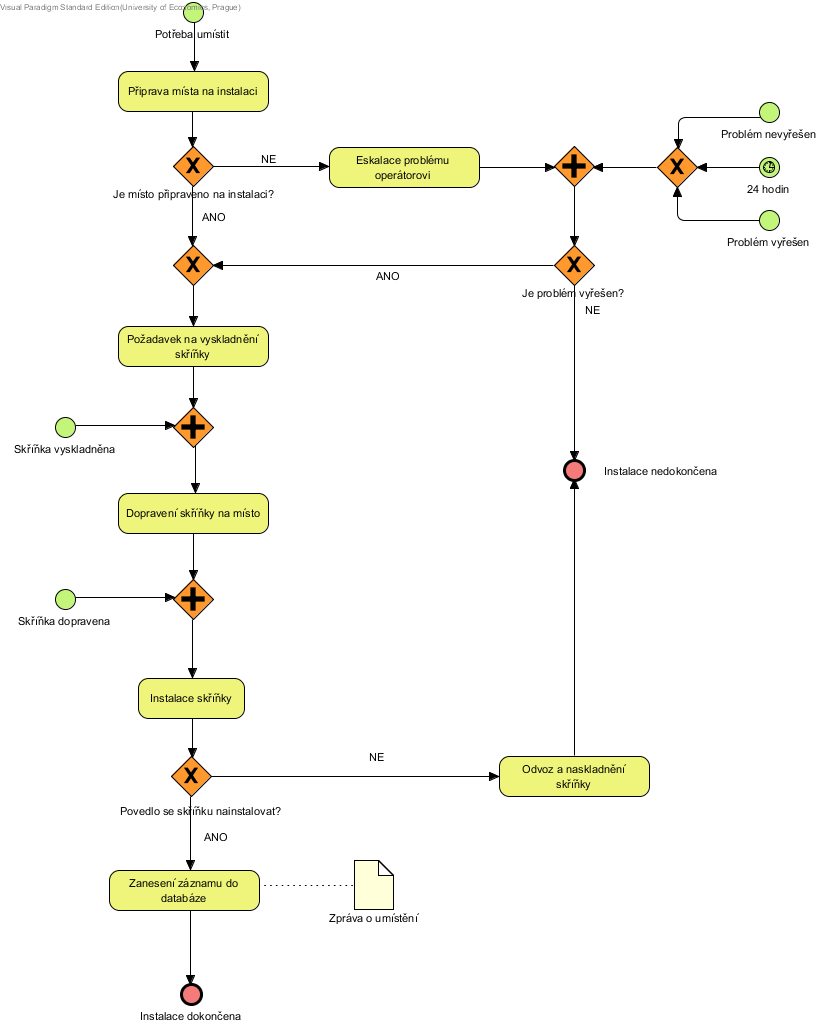 Visual Paradigm Standard Edition(University of Economics, Prague)
Potřeba umístit
Příprava místa na instalaci
Je místo připraveno na instalaci?
NE
Eskalace problému
operátorovi
Problém nevyřešen
24 hodin
Problém vyřešen
ANO
ANO
Je problém vyřešen?
NE
Požadavek na vyskladnění
skříňky
Skříňka vyskladněna
Instalace nedokončena
Dopravení skříňky na místo
Skříňka dopravena
Instalace skříňky
Povedlo se skříňku nainstalovat?
NE
Odvoz a naskladnění
skříňky
ANO
Zanesení záznamu do
databáze
Zpráva o umístění
Instalace dokončena